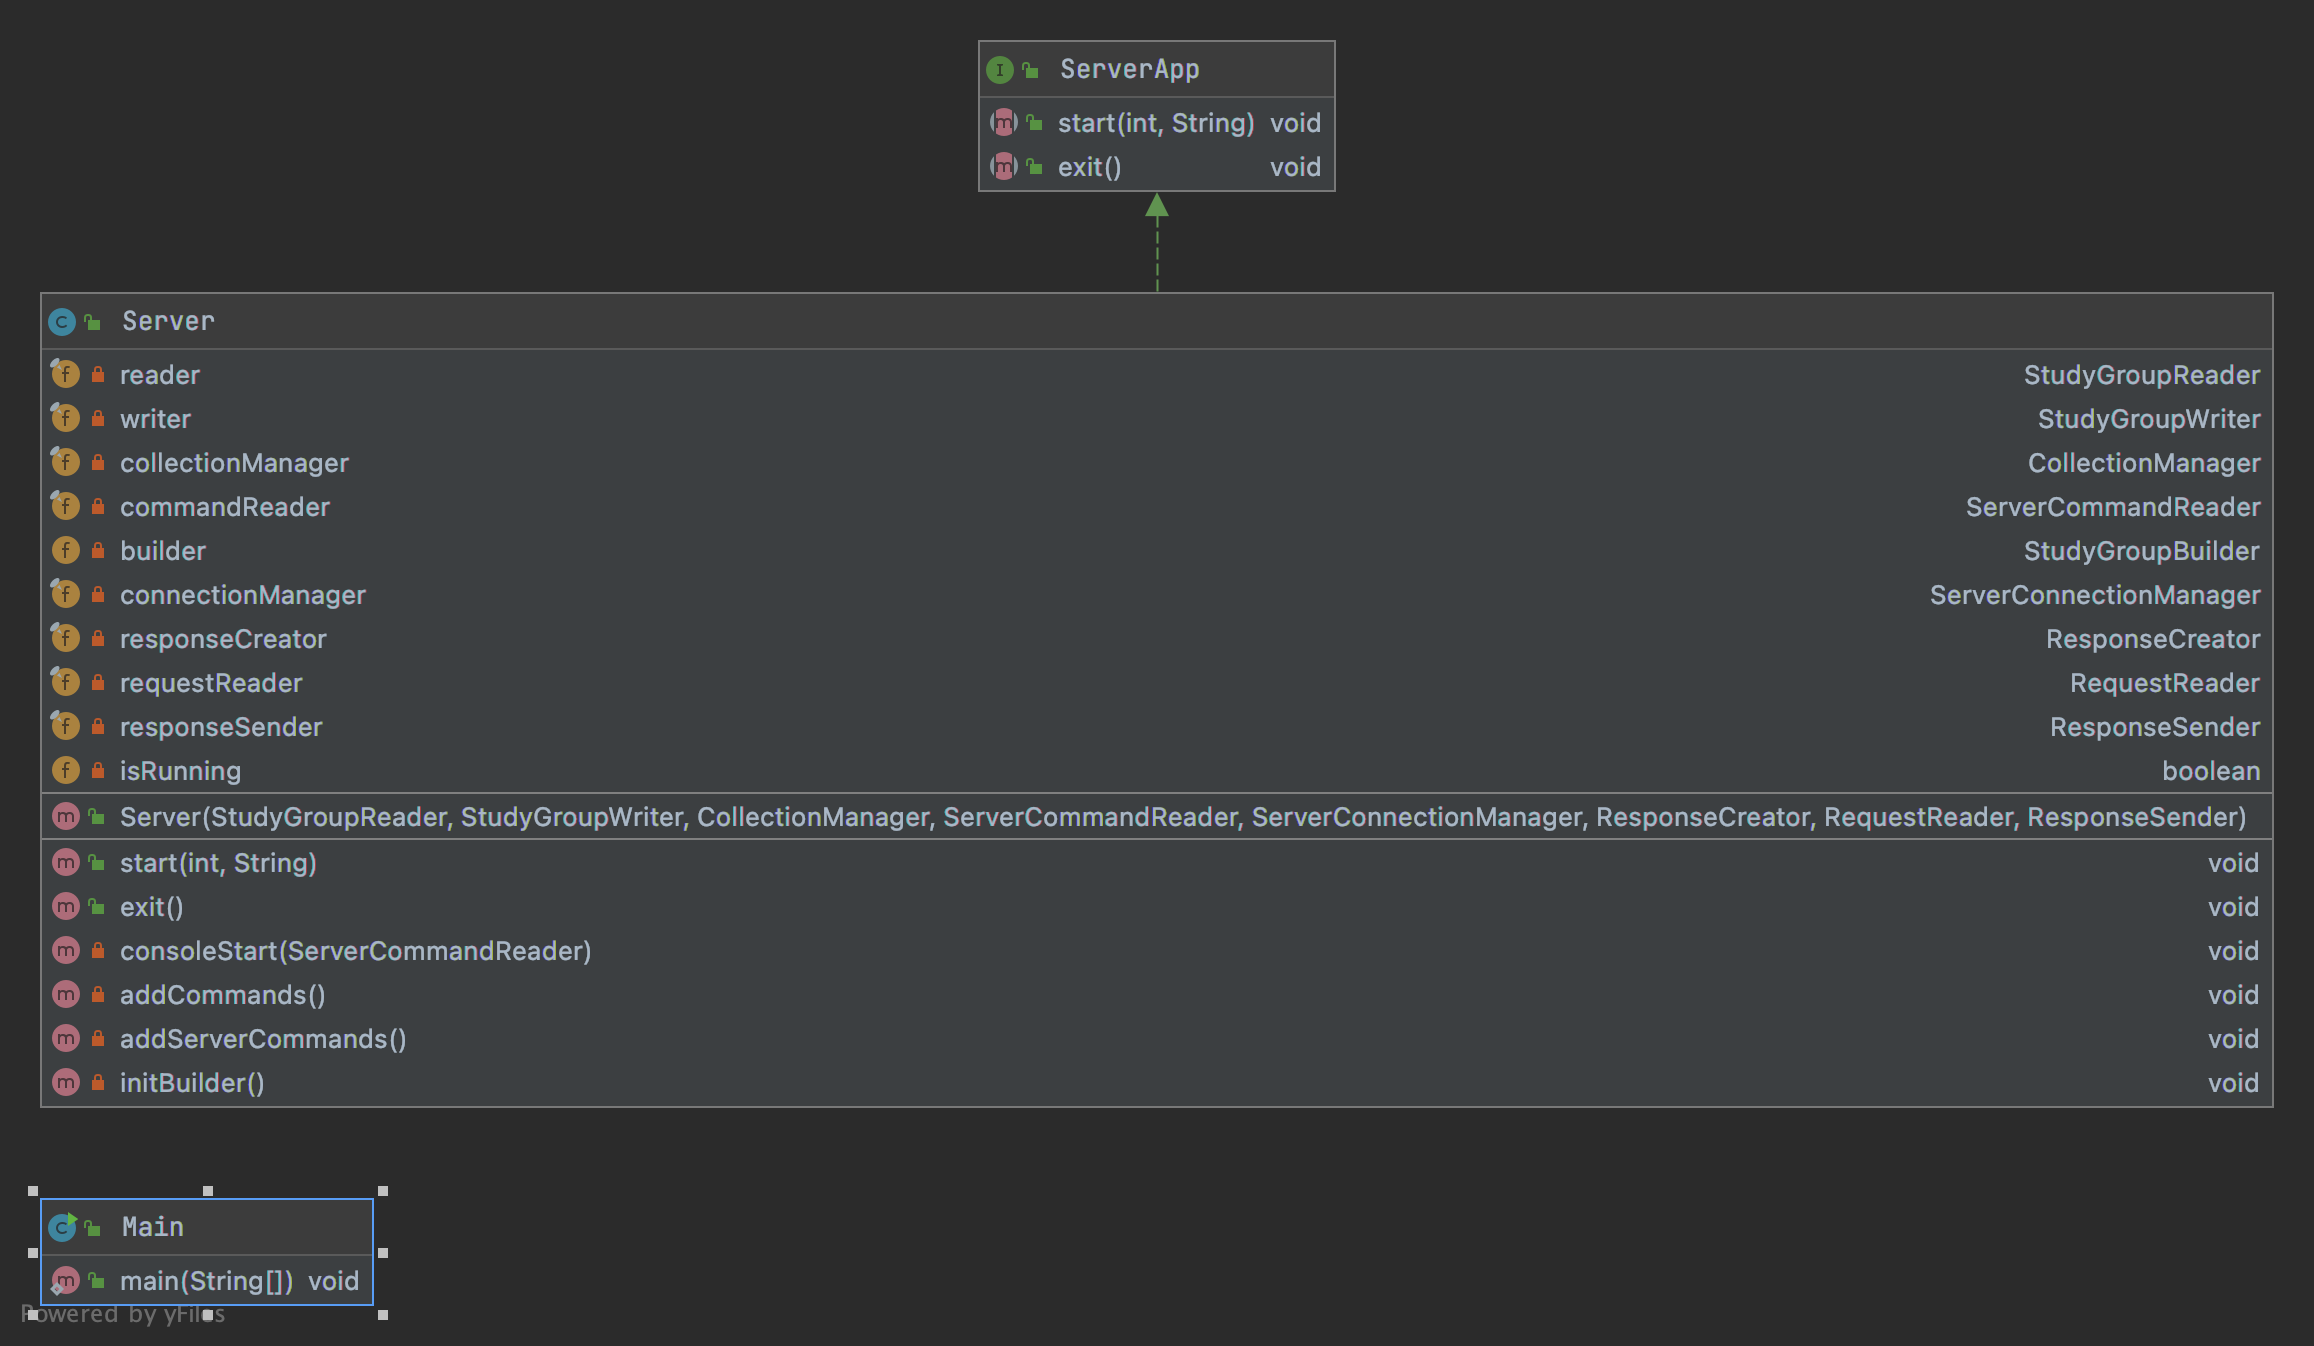 ServerApp
start(int, String) void
exit() void
Server
reader StudyGroupReader
writer StudyGroupWriter
collectionManager CollectionManager
commandReader ServerCommandReader
builder StudyGroupBuilder
connectionManager ServerConnectionManager
responseCreator ResponseCreator
requestReader RequestReader
responseSender ResponseSender
isRunning boolean
Server(StudyGroupReader, StudyGroupWriter, CollectionManager, ServerCommandReader, ServerConnectionManager, ResponseCreator, RequestReader, ResponseSender)
start(int, String) void
exit() void
consoleStart(ServerCommandReader) void
addCommands() void
addServerCommands() void
initBuilder() void
Main
main(String[]) void
Powered by yFiles